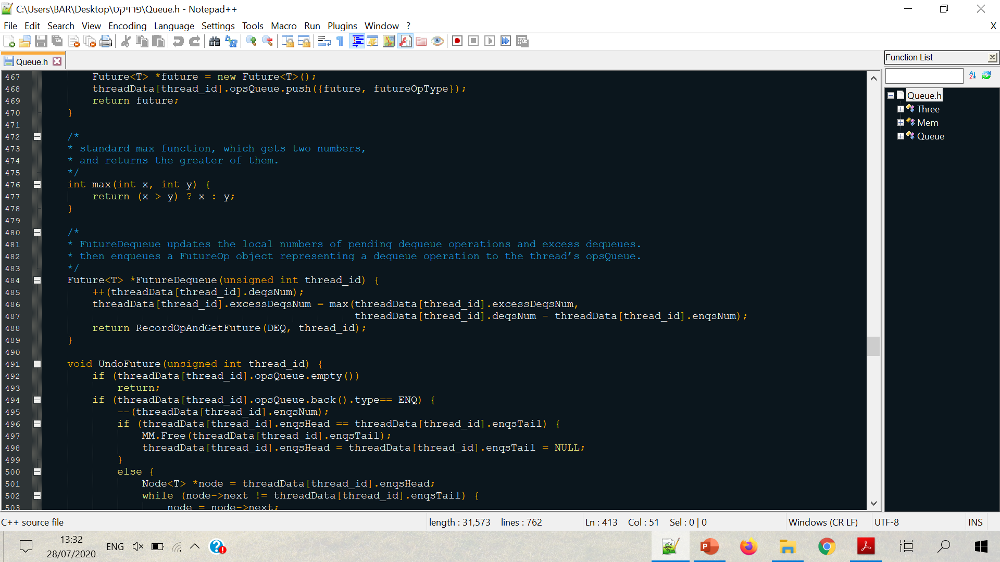 C:\Users\BAR\Desktop\פרויקט\Queue.h - Notepad++
File Edit Search View Encoding Language Settings Tools Macro Run Plugins Window ? X
Queue.h
467 Future<T> *future = new Future<T>();
468 threadData[thread_id].opsQueue.push({future, futureOpType});
469 return future;
470 }
471
472 /*
473 * standard max function, which gets two numbers,
474 * and returns the greater of them.
475 */
476 int max(int x, int y) {
477 return (x > y) ? x : y;
478 }
479
480 /*
481 * FutureDequeue updates the local numbers of pending dequeue operations and excess dequeues.
482 * then enqueues a FutureOp object representing a dequeue operation to the thread’s opsQueue.
483 */
484 Future<T> *FutureDequeue(unsigned int thread_id) {
485 ++(threadData[thread_id].deqsNum);
486 threadData[thread_id].excessDeqsNum = max(threadData[thread_id].excessDeqsNum,
487 threadData[thread_id].deqsNum - threadData[thread_id].enqsNum);
488 return RecordOpAndGetFuture(DEQ, thread_id);
489 }
490
491 void UndoFuture(unsigned int thread_id) {
492 if (threadData[thread_id].opsQueue.empty())
493 return;
494 if (threadData[thread_id].opsQueue.back().type== ENQ) {
495 --(threadData[thread_id].enqsNum);
496 if (threadData[thread_id].enqsHead == threadData[thread_id].enqsTail) {
497 MM.Free(threadData[thread_id].enqsTail);
498 threadData[thread_id].enqsHead = threadData[thread_id].enqsTail = NULL;
499 }
500 else {
501 Node<T> *node = threadData[thread_id].enqsHead;
502 while (node->next != threadData[thread_id].enqsTail) {
503 node = node->next;
Function List
Queue.h
Three
Mem
Queue
C++ source file length : 31,573 lines : 762 Ln : 413 Col : 51 Sel : 0 | 0 Windows (CR LF) UTF-8 INS
13:32
28/07/2020
ENG